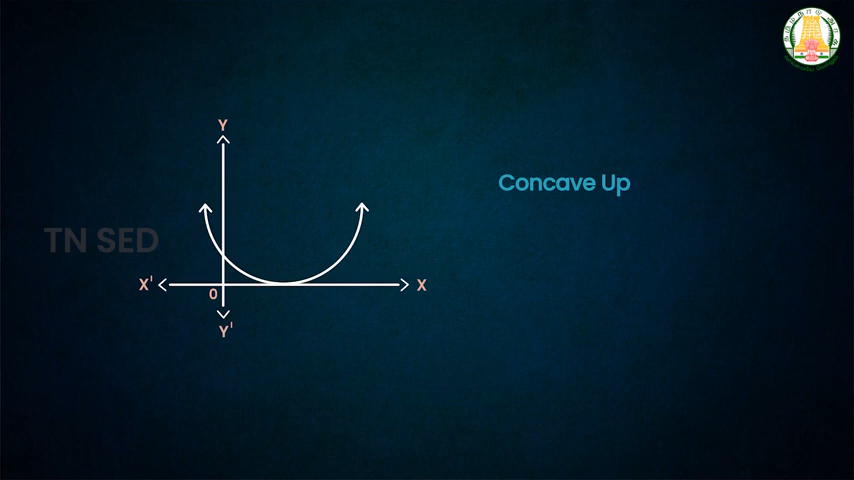 Y
Concave Up
TN SED
X' X
0
Y'